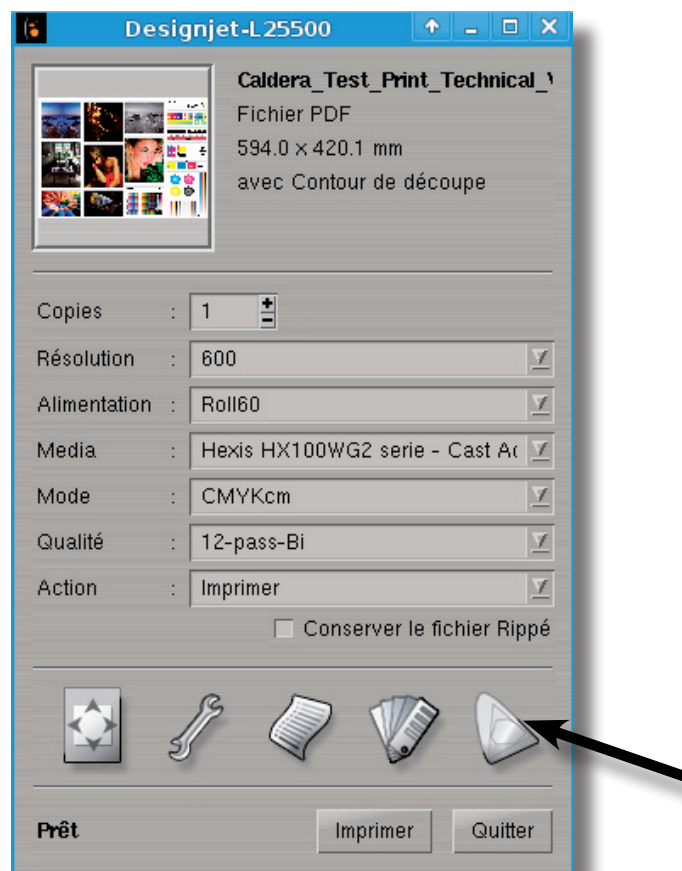 Designjet-L25500
Caldera_Test_Print_Technical_
Fichier PDF
594.0 × 420.1 mm
avec Contour de découpe
Copies : 1
Résolution : 600
Alimentation : Roll60
Media : Hexis HX100WG2 serie - Cast
Mode : CMYKcm
Qualité : 12-pass-Bi
Action : Imprimer
Conserver le fichier Rippé
Prêt
Imprimer
Quitter